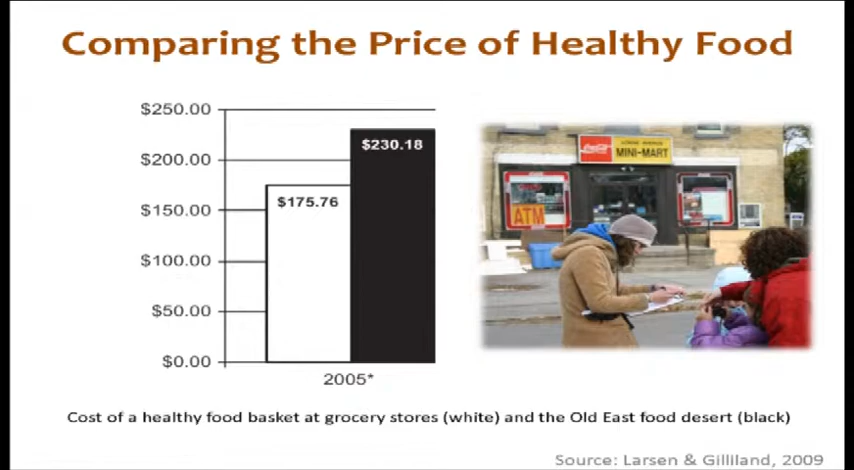 Comparing the Price of Healthy Food
$250.00
$200.00
$150.00
$100.00
$50.00
$0.00
$175.76
$230.18
2005*
Coca-Cola
MINI-MART
ATM
Cost of a healthy food basket at grocery stores (white) and the Old East food desert (black)
Source: Larsen & Gilliland, 2009